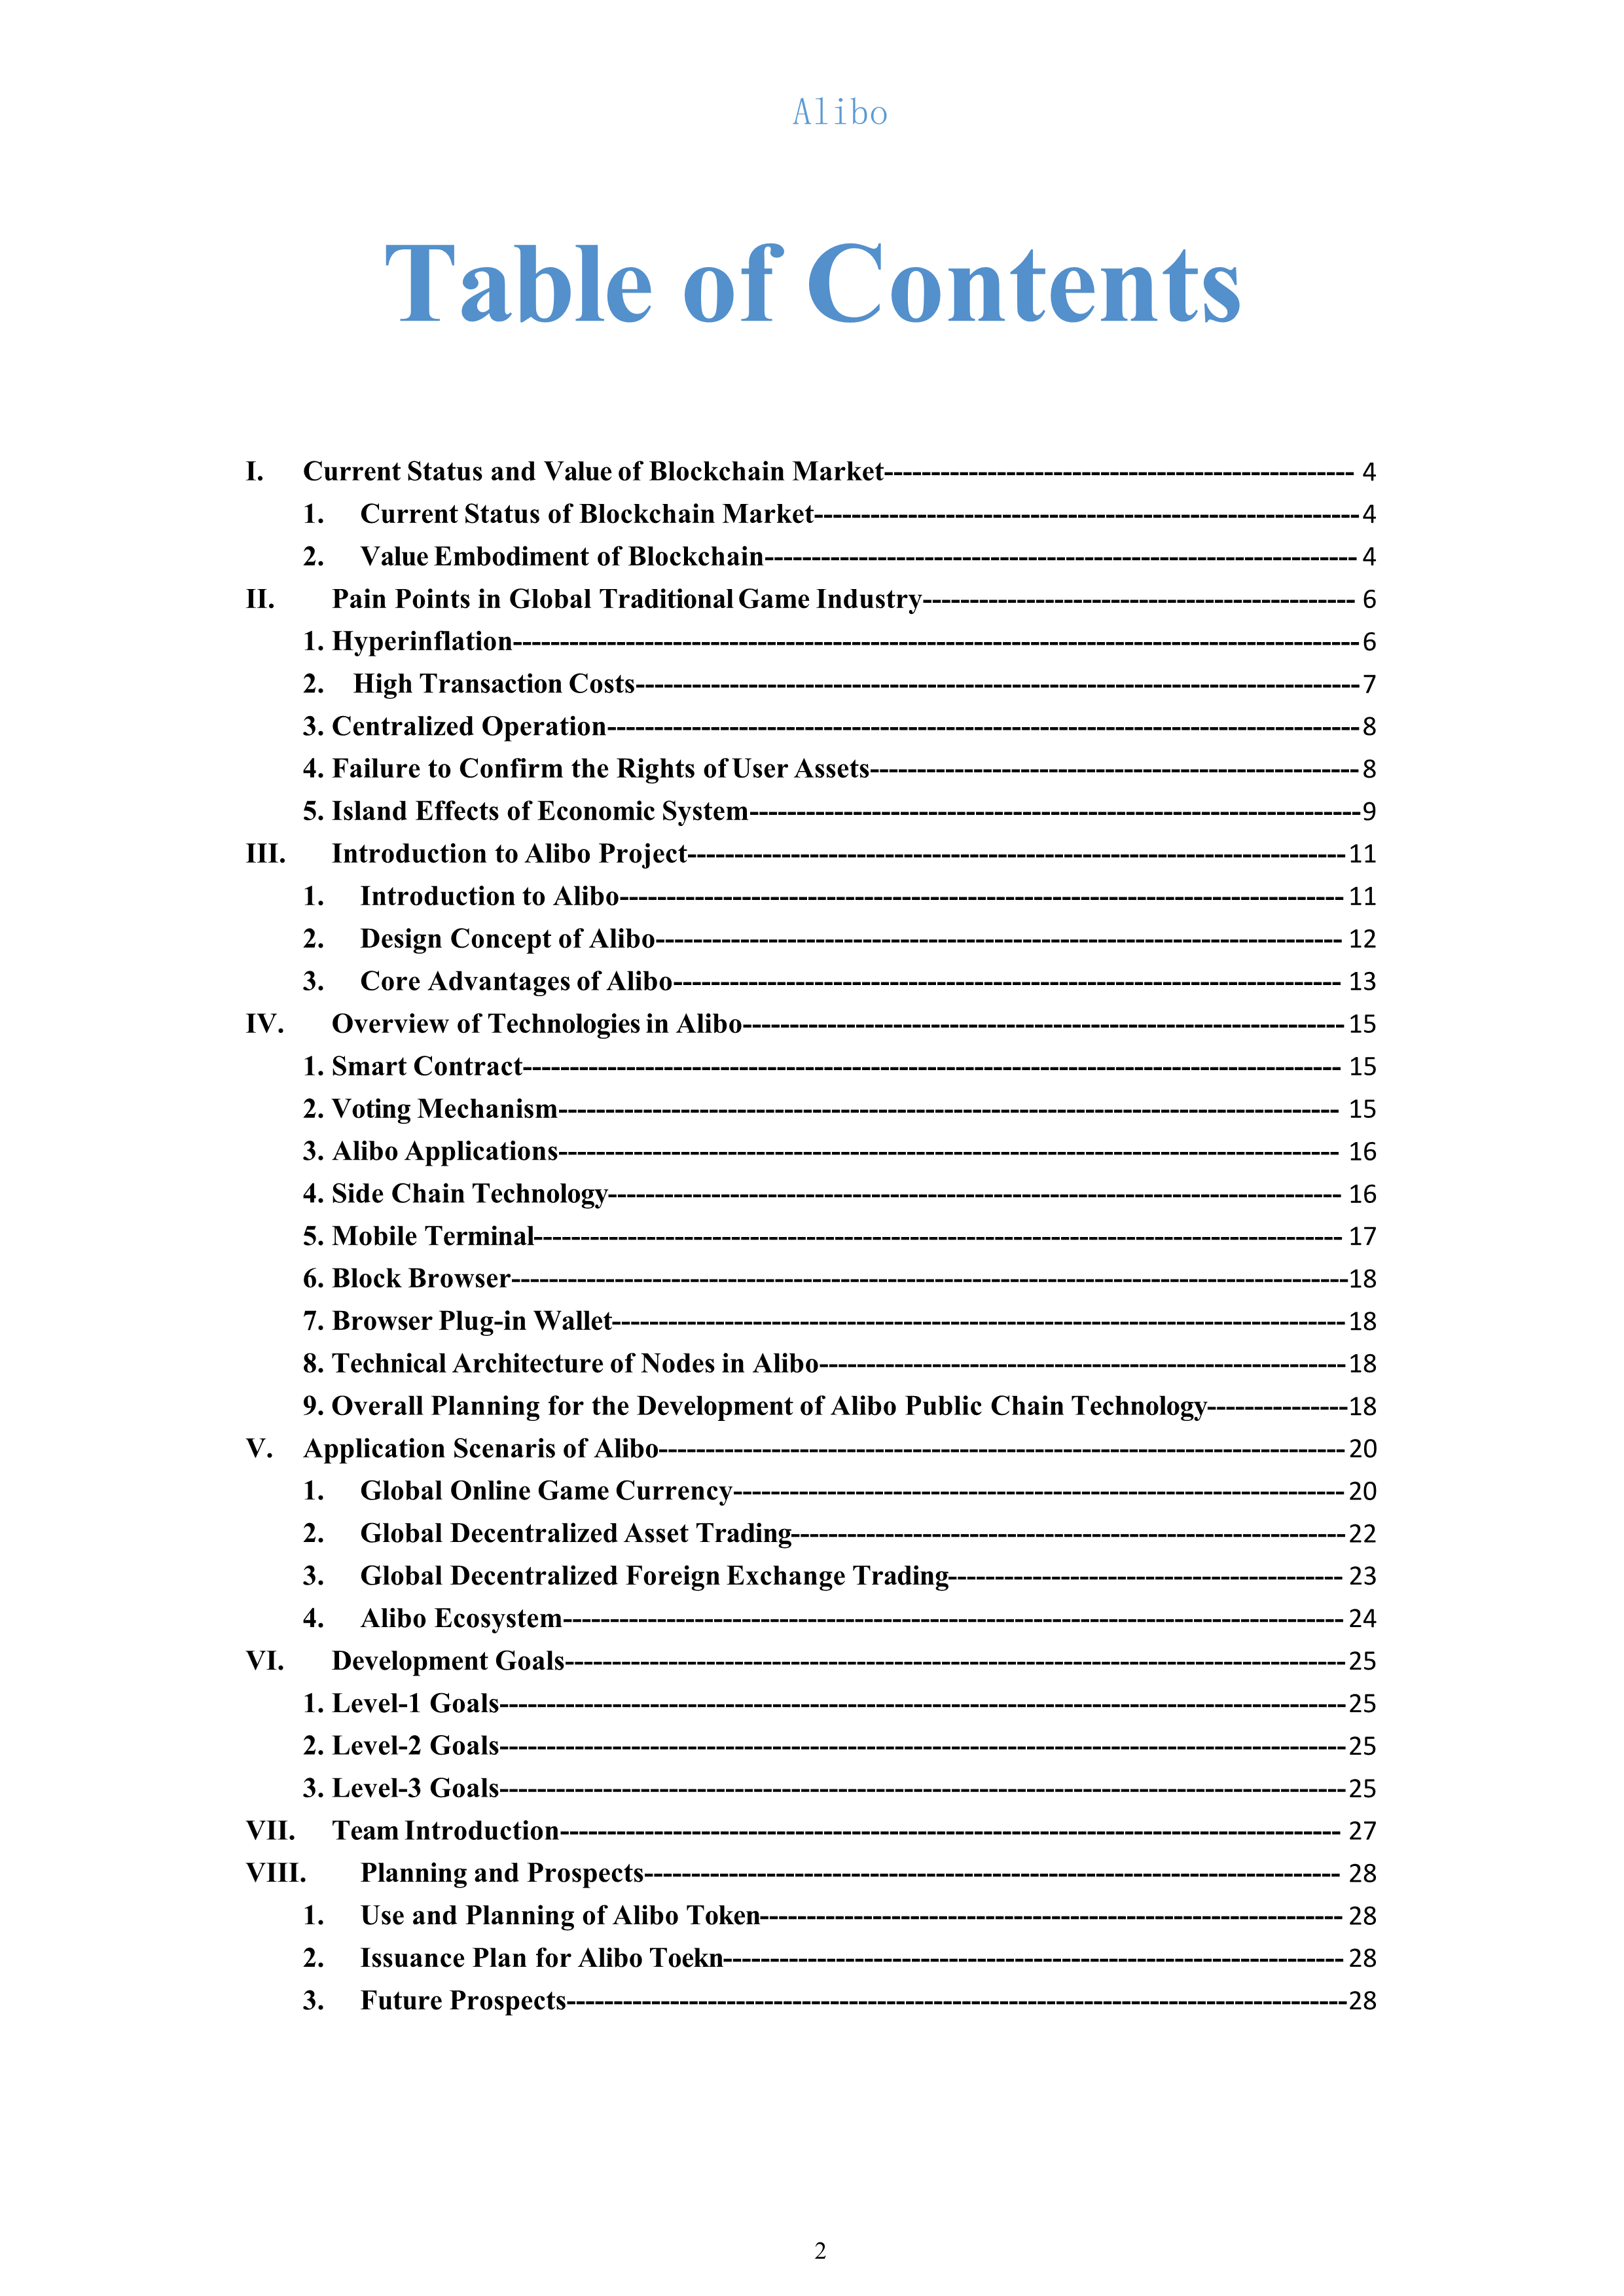 Alibo
Table of Contents
I. Current Status and Value of Blockchain Market-------------------------------------------------- 4
1. Current Status of Blockchain Market----------------------------------------------------------4
2. Value Embodiment of Blockchain--------------------------------------------------------------- 4
II. Pain Points in Global Traditional Game Industry---------------------------------------------- 6
1. Hyperinflation------------------------------------------------------------------------------------------6
2. High Transaction Costs-----------------------------------------------------------------------------7
3. Centralized Operation--------------------------------------------------------------------------------8
4. Failure to Confirm the Rights of User Assets----------------------------------------------------8
5. Island Effects of Economic System-----------------------------------------------------------------9
III. Introduction to Alibo Project----------------------------------------------------------------------11
1. Introduction to Alibo----------------------------------------------------------------------------- 11
2. Design Concept of Alibo------------------------------------------------------------------------- 12
3. Core Advantages of Alibo----------------------------------------------------------------------- 13
IV. Overview of Technologies in Alibo---------------------------------------------------------------- 15
1. Smart Contract--------------------------------------------------------------------------------------- 15
2. Voting Mechanism----------------------------------------------------------------------------------- 15
3. Alibo Applications----------------------------------------------------------------------------------- 16
4. Side Chain Technology------------------------------------------------------------------------------ 16
5. Mobile Terminal-------------------------------------------------------------------------------------- 17
6. Block Browser-----------------------------------------------------------------------------------------18
7. Browser Plug-in Wallet------------------------------------------------------------------------------18
8. Technical Architecture of Nodes in Alibo--------------------------------------------------------18
9. Overall Planning for the Development of Alibo Public Chain Technology---------------18
V. Application Scenaris of Alibo-------------------------------------------------------------------------20
1. Global Online Game Currency-----------------------------------------------------------------20
2. Global Decentralized Asset Trading-----------------------------------------------------------22
3. Global Decentralized Foreign Exchange Trading------------------------------------------ 23
4. Alibo Ecosystem-----------------------------------------------------------------------------------24
VI. Development Goals-----------------------------------------------------------------------------------25
1. Level-1 Goals------------------------------------------------------------------------------------------25
2. Level-2 Goals------------------------------------------------------------------------------------------25
3. Level-3 Goals------------------------------------------------------------------------------------------25
VII. Team Introduction----------------------------------------------------------------------------------- 27
VIII. Planning and Prospects-------------------------------------------------------------------------- 28
1. Use and Planning of Alibo Token-------------------------------------------------------------- 28
2. Issuance Plan for Alibo Toekn------------------------------------------------------------------ 28
3. Future Prospects-----------------------------------------------------------------------------------28
2